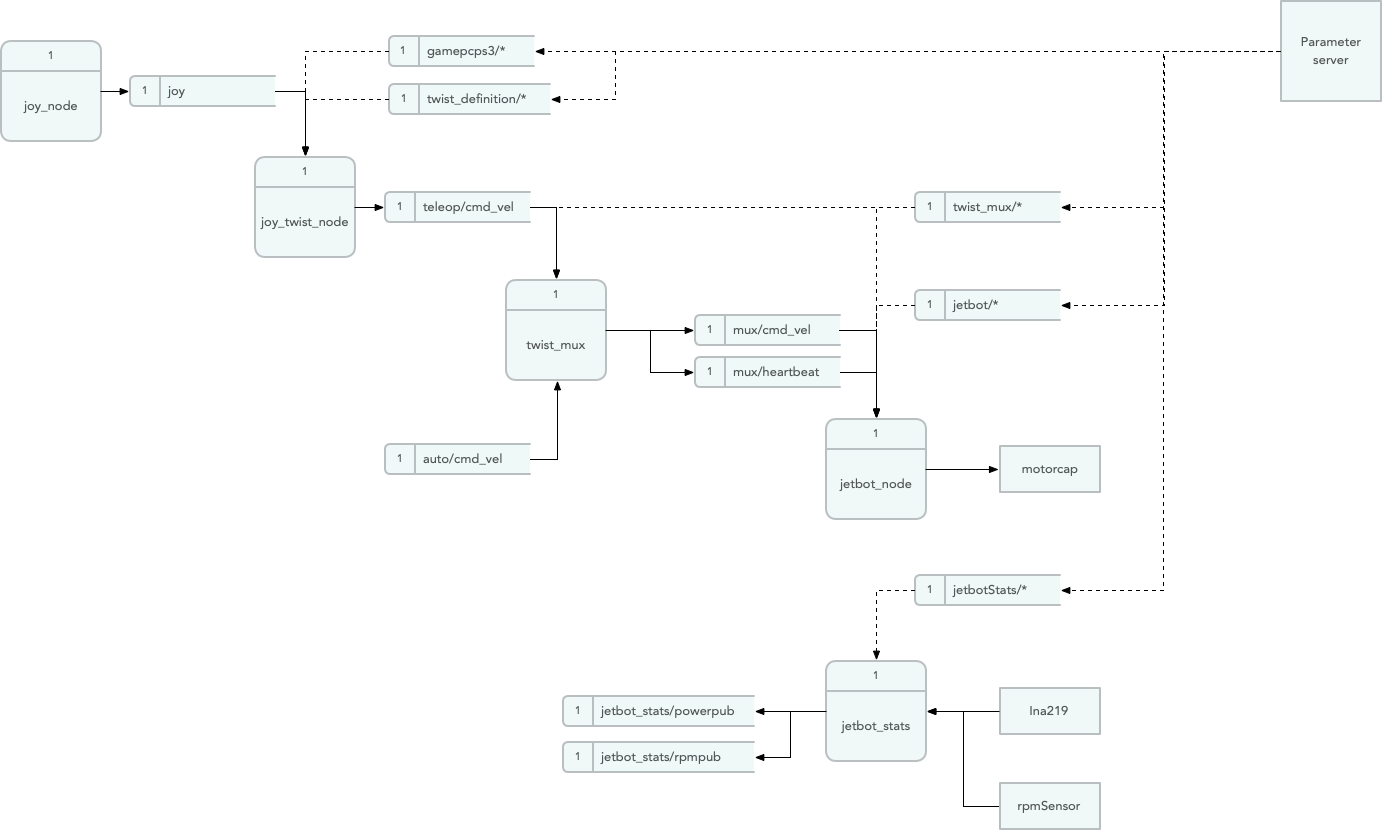 Parameter
server
1
gamepcps3/*
1
joy_node
1
joy
1
twist_definition/*
1
joy_twist_node
1
teleop/cmd_vel
1
twist_mux/*
1
twist_mux
1
jetbot/*
1
mux/cmd_vel
1
mux/heartbeat
1
auto/cmd_vel
1
jetbot_node
motorcap
1
jetbotStats/*
1
jetbot_stats
1
jetbot_stats/powerpub
Ina219
1
jetbot_stats/rpmpub
rpmSensor